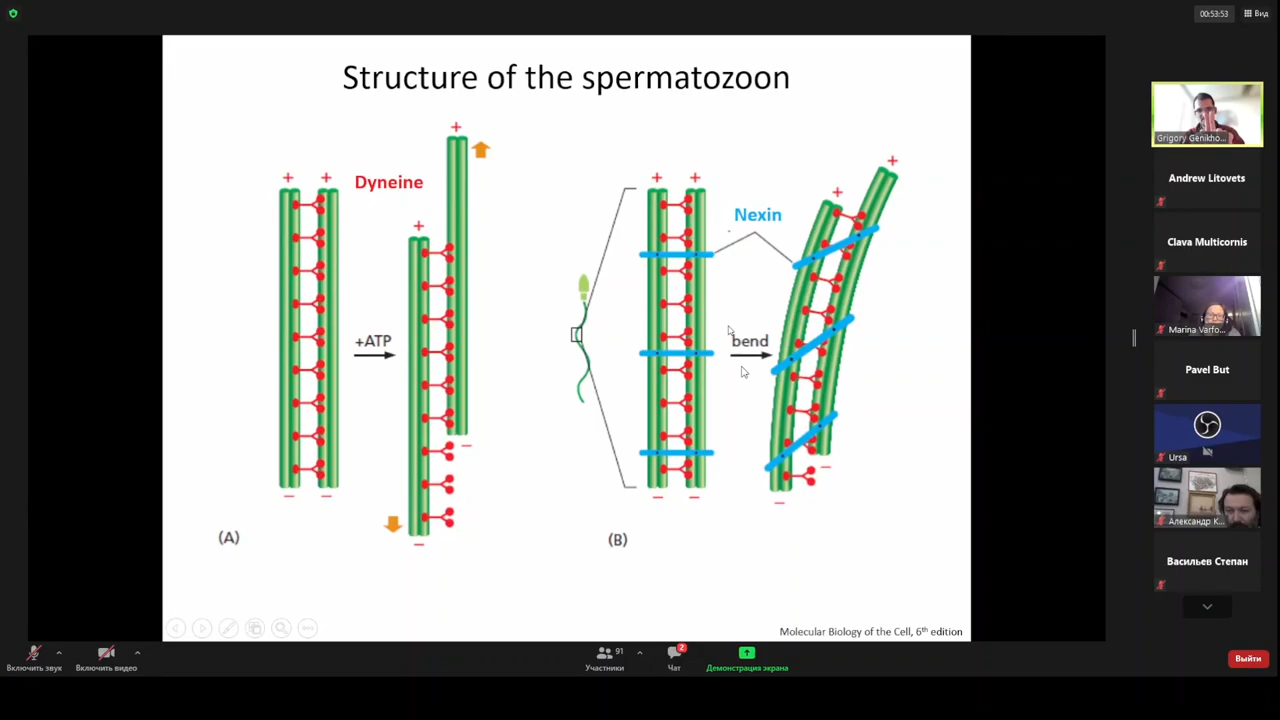 00:53:53
Вид
Structure of the spermatozoon
+
+
+
+
Dyneine
+ATP
−
−
+
−
−
(A)
+
+
Nexin
bend
+
+
−
−
−
−
(B)
Molecular Biology of the Cell, 6th edition
Grigory Genikho...
Andrew Litovets
Clava Multicornis
Marina Varfo...
Pavel But
Ursa
Александр К...
Васильев Степан
Включить звук
Включить видео
91
Участники
2
Чат
Демонстрация экрана
Выйти